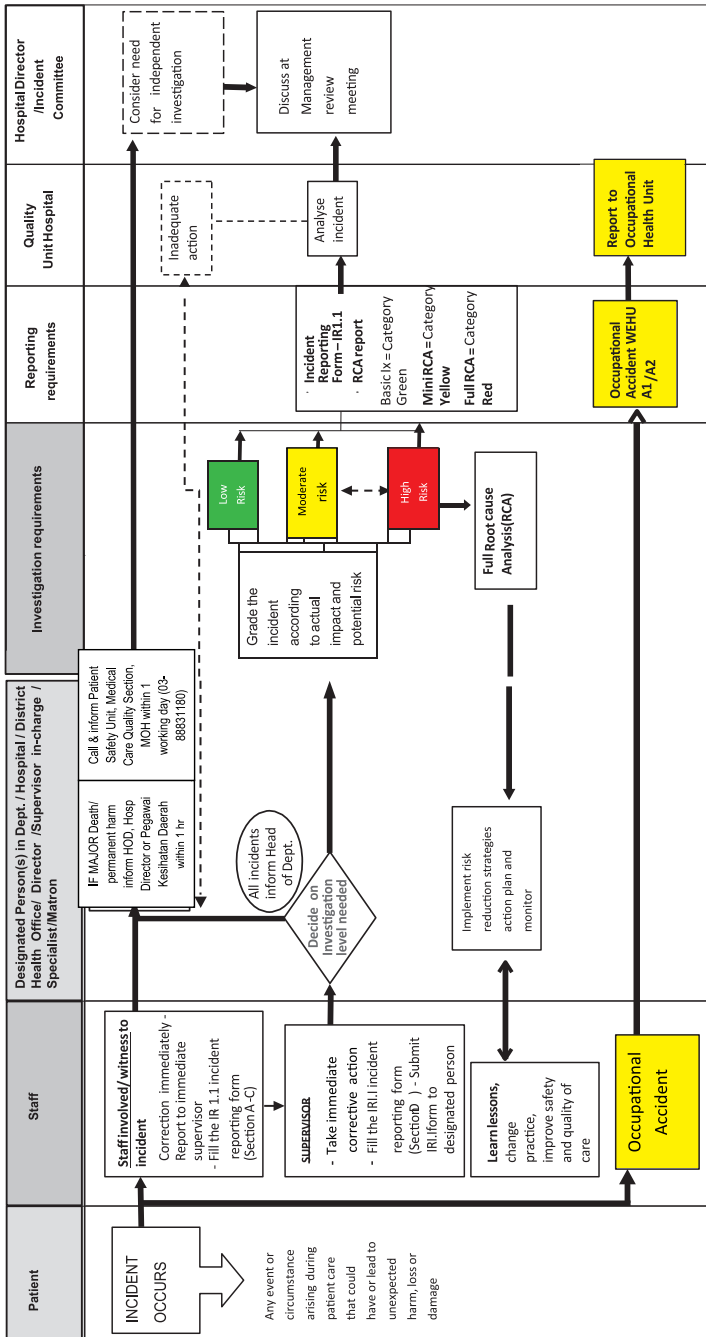 Patient
Staff
Designated Person(s) in Dept. / Hospital / District
Health Office/ Director /Supervisor in-charge /
Specialist/Matron
Investigation requirements
Reporting
requirements
Quality
Unit Hospital
Hospital Director
/Incident
Committee
INCIDENT
OCCURS
Any event or
circumstance
arising during
patient care
that could
have or lead to
unexpected
harm, loss or
damage
Staff involved/ witness to
incident
Correction immediately -
Report to immediate
supervisor
- Fill the IR 1.1 incident
reporting form
(Section A -C)
SUPERVISOR
- Take immediate
corrective action
- Fill the IRI.I incident
reporting form
(SectionD ) - Submit
IRI.Iform to
designated person
Learn lessons,
change
practice,
improve safety
and quality of
care
Occupational
Accident
IF MAJOR Death/
permanent harm
inform HOD, Hosp
Director or Pegawai
Kesihatan Daerah
within 1 hr
Call & inform Patient
Safety Unit, Medical
Care Quality Section,
MOH within 1
working day (03-
88831180)
All incidents
inform Head
of Dept.
Decide on
Investigation
level needed
Implement risk
reduction strategies
action plan and
monitor
Grade the
incident
according
to actual
impact and
potential risk
Low
Risk
Moderate
risk
High
Risk
Full Root cause
Analysis(RCA)
· Incident
Reporting
Form – IR1.1
· RCA report
Basic Ix = Category
Green
Mini RCA = Category
Yellow
Full RCA = Category
Red
Occupational
Accident WEHU
A1 /A2
Inadequate
action
Analyse
incident
Report to
Occupational
Health Unit
Consider need
for independent
investigation
Discuss at
Management
review
meeting